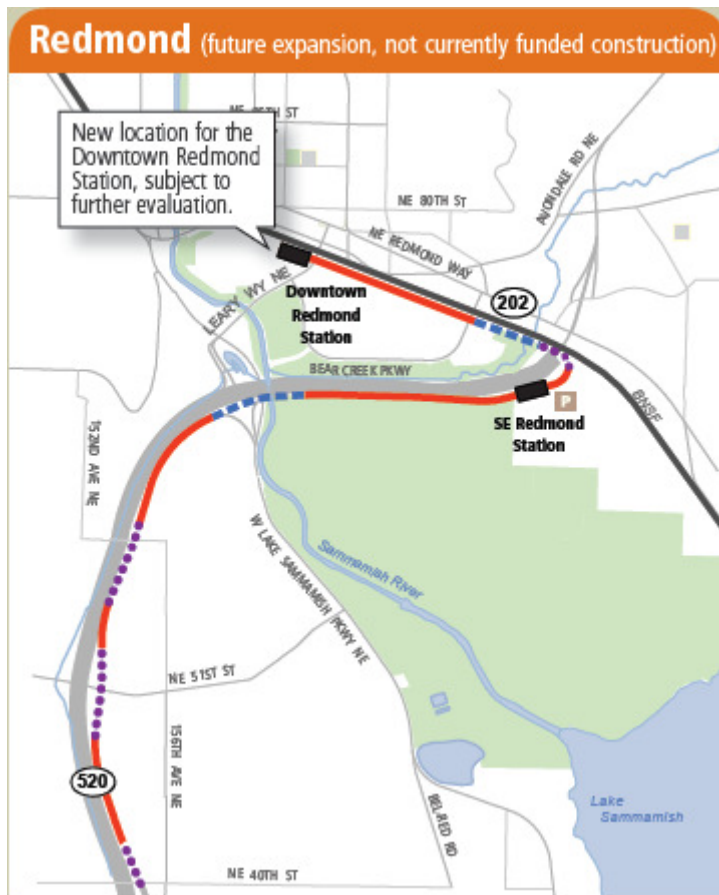 Redmond (future expansion, not currently funded construction)
NE 85TH ST
New location for the
Downtown Redmond
Station, subject to
further evaluation.
NE 80TH ST
AVONDALE RD NE
NE REDMOND WAY
LEARY WY NE
202
Downtown
Redmond
Station
BEAR CREEK PKWY
P
BNSF
SE Redmond
Station
152ND AVE NE
W LAKE SAMMAMISH PKWY NE
Sammamish River
NE 51ST ST
156TH AVE NE
520
BELRED RD
Lake
Sammamish
NE 40TH ST